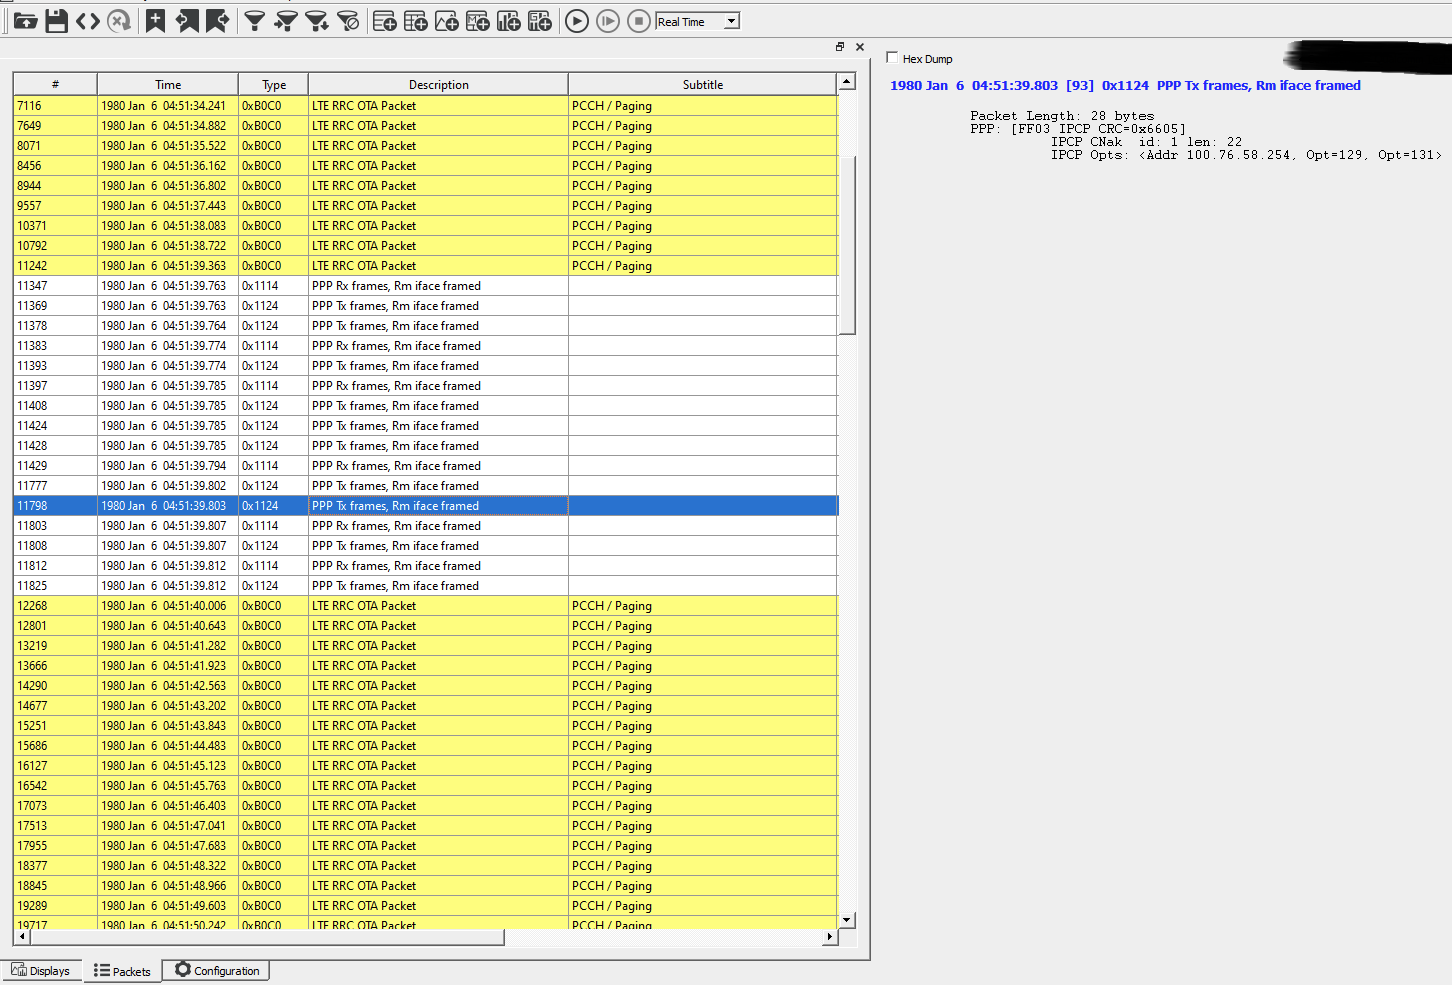 Real Time
Hex Dump
# Time Type Description Subtitle
7116 1980 Jan 6 04:51:34.241 0xB0C0 LTE RRC OTA Packet PCCH / Paging
7649 1980 Jan 6 04:51:34.882 0xB0C0 LTE RRC OTA Packet PCCH / Paging
8071 1980 Jan 6 04:51:35.522 0xB0C0 LTE RRC OTA Packet PCCH / Paging
8456 1980 Jan 6 04:51:36.162 0xB0C0 LTE RRC OTA Packet PCCH / Paging
8944 1980 Jan 6 04:51:36.802 0xB0C0 LTE RRC OTA Packet PCCH / Paging
9557 1980 Jan 6 04:51:37.443 0xB0C0 LTE RRC OTA Packet PCCH / Paging
10371 1980 Jan 6 04:51:38.083 0xB0C0 LTE RRC OTA Packet PCCH / Paging
10792 1980 Jan 6 04:51:38.722 0xB0C0 LTE RRC OTA Packet PCCH / Paging
11242 1980 Jan 6 04:51:39.363 0xB0C0 LTE RRC OTA Packet PCCH / Paging
11347 1980 Jan 6 04:51:39.763 0x1114 PPP Rx frames, Rm iface framed
11369 1980 Jan 6 04:51:39.763 0x1124 PPP Tx frames, Rm iface framed
11378 1980 Jan 6 04:51:39.764 0x1124 PPP Tx frames, Rm iface framed
11383 1980 Jan 6 04:51:39.774 0x1114 PPP Rx frames, Rm iface framed
11393 1980 Jan 6 04:51:39.774 0x1124 PPP Tx frames, Rm iface framed
11397 1980 Jan 6 04:51:39.785 0x1114 PPP Rx frames, Rm iface framed
11408 1980 Jan 6 04:51:39.785 0x1124 PPP Tx frames, Rm iface framed
11424 1980 Jan 6 04:51:39.785 0x1124 PPP Tx frames, Rm iface framed
11428 1980 Jan 6 04:51:39.785 0x1124 PPP Tx frames, Rm iface framed
11429 1980 Jan 6 04:51:39.794 0x1114 PPP Rx frames, Rm iface framed
11777 1980 Jan 6 04:51:39.802 0x1124 PPP Tx frames, Rm iface framed
11798 1980 Jan 6 04:51:39.803 0x1124 PPP Tx frames, Rm iface framed
11803 1980 Jan 6 04:51:39.807 0x1114 PPP Rx frames, Rm iface framed
11808 1980 Jan 6 04:51:39.807 0x1124 PPP Tx frames, Rm iface framed
11812 1980 Jan 6 04:51:39.812 0x1114 PPP Rx frames, Rm iface framed
11825 1980 Jan 6 04:51:39.812 0x1124 PPP Tx frames, Rm iface framed
12268 1980 Jan 6 04:51:40.006 0xB0C0 LTE RRC OTA Packet PCCH / Paging
12801 1980 Jan 6 04:51:40.643 0xB0C0 LTE RRC OTA Packet PCCH / Paging
13219 1980 Jan 6 04:51:41.282 0xB0C0 LTE RRC OTA Packet PCCH / Paging
13666 1980 Jan 6 04:51:41.923 0xB0C0 LTE RRC OTA Packet PCCH / Paging
14290 1980 Jan 6 04:51:42.563 0xB0C0 LTE RRC OTA Packet PCCH / Paging
14677 1980 Jan 6 04:51:43.202 0xB0C0 LTE RRC OTA Packet PCCH / Paging
15251 1980 Jan 6 04:51:43.843 0xB0C0 LTE RRC OTA Packet PCCH / Paging
15686 1980 Jan 6 04:51:44.483 0xB0C0 LTE RRC OTA Packet PCCH / Paging
16127 1980 Jan 6 04:51:45.123 0xB0C0 LTE RRC OTA Packet PCCH / Paging
16542 1980 Jan 6 04:51:45.763 0xB0C0 LTE RRC OTA Packet PCCH / Paging
17073 1980 Jan 6 04:51:46.403 0xB0C0 LTE RRC OTA Packet PCCH / Paging
17513 1980 Jan 6 04:51:47.041 0xB0C0 LTE RRC OTA Packet PCCH / Paging
17955 1980 Jan 6 04:51:47.683 0xB0C0 LTE RRC OTA Packet PCCH / Paging
18377 1980 Jan 6 04:51:48.322 0xB0C0 LTE RRC OTA Packet PCCH / Paging
18845 1980 Jan 6 04:51:48.966 0xB0C0 LTE RRC OTA Packet PCCH / Paging
19289 1980 Jan 6 04:51:49.603 0xB0C0 LTE RRC OTA Packet PCCH / Paging
19717 1980 Jan 6 04:51:50.242 0xB0C0 LTE RRC OTA Packet PCCH / Paging
1980 Jan 6 04:51:39.803 [93] 0x1124 PPP Tx frames, Rm iface framed
Packet Length: 28 bytes
PPP: [FF03 IPCP CRC=0x6605]
IPCP CNak id: 1 len: 22
IPCP Opts: <Addr 100.76.58.254, Opt=129, Opt=131>
Displays Packets Configuration